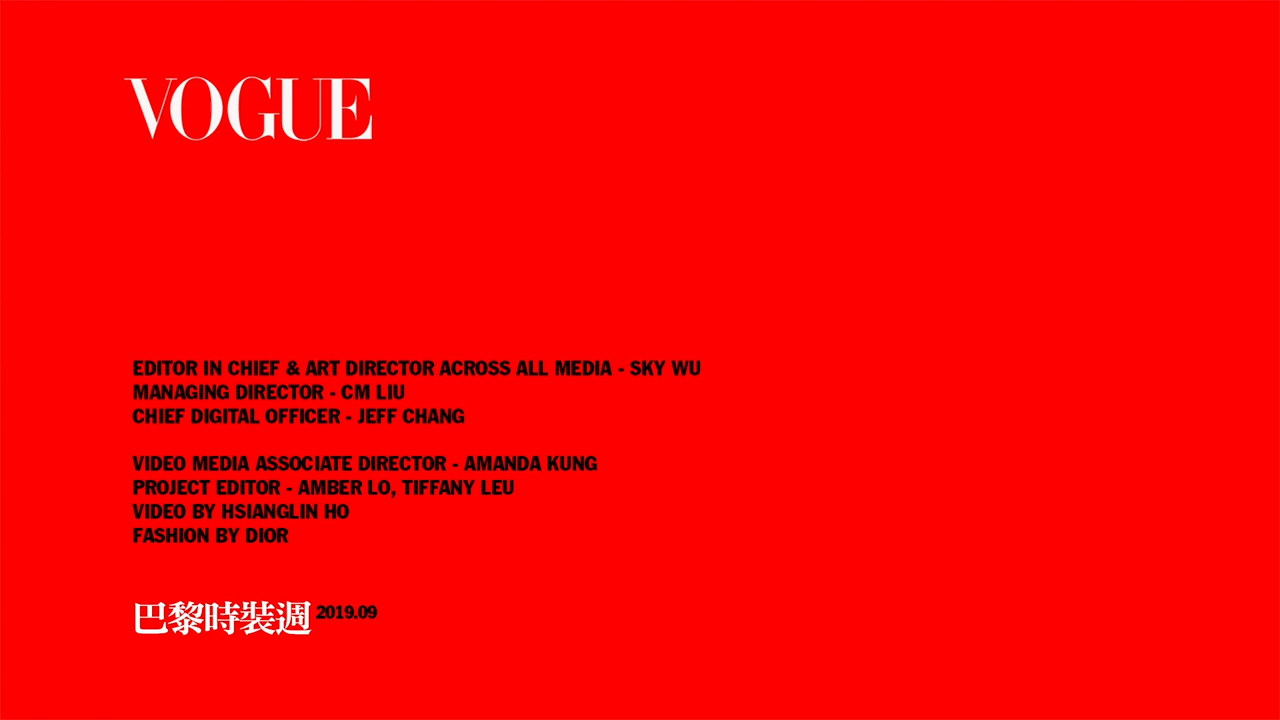 VOGUE
EDITOR IN CHIEF & ART DIRECTOR ACROSS ALL MEDIA - SKY WU
MANAGING DIRECTOR - CM LIU
CHIEF DIGITAL OFFICER - JEFF CHANG
VIDEO MEDIA ASSOCIATE DIRECTOR - AMANDA KUNG
PROJECT EDITOR - AMBER LO, TIFFANY LEU
VIDEO BY HSIANGLIN HO
FASHION BY DIOR
巴黎時裝週 2019.09